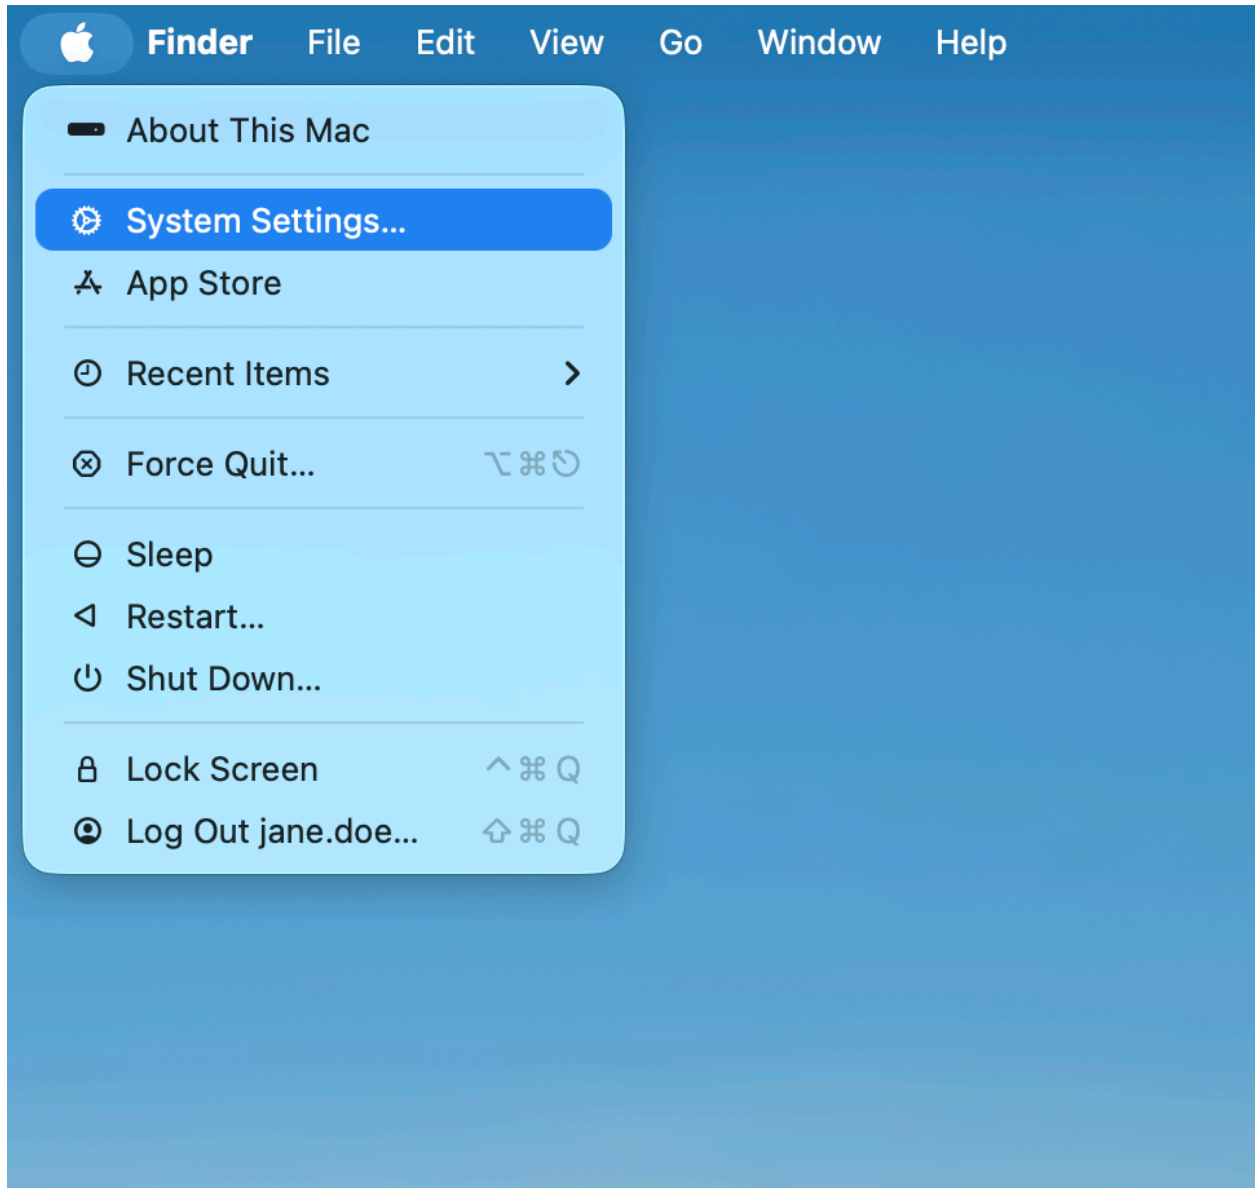 Finder File Edit View Go Window Help
About This Mac
System Settings...
App Store
Recent Items
Force Quit... ⌥⌘⎋
Sleep
Restart...
Shut Down...
Lock Screen ^⌘Q
Log Out jane.doe... ⇧⌘Q